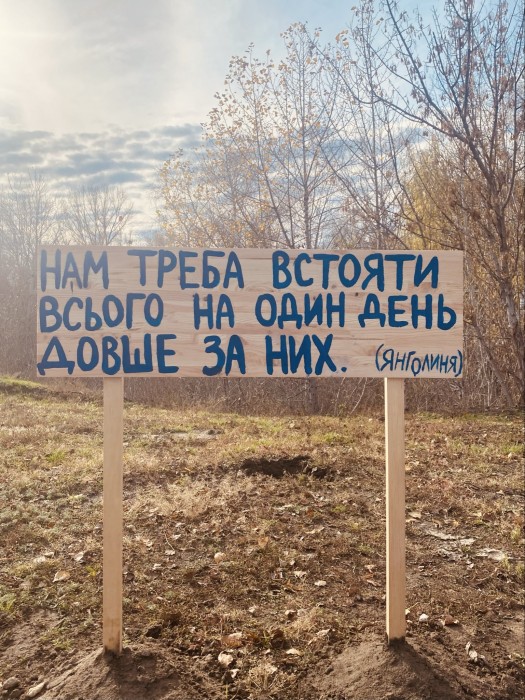 НАМ ТРЕБА ВСТОЯТИ
ВСЬОГО НА ОДИН ДЕНЬ
ДОВШЕ ЗА НИХ. (ЯНГОЛИНЯ)